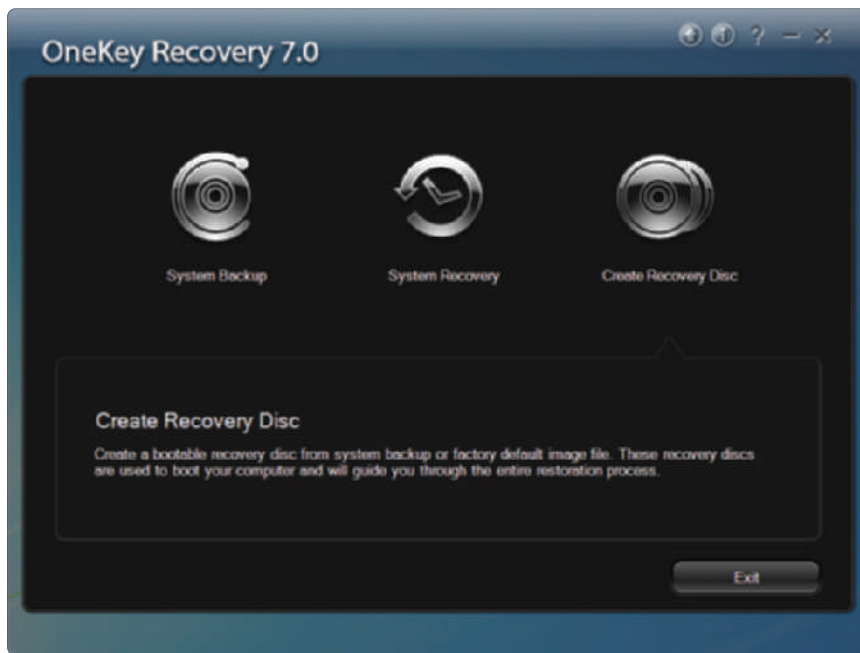 OneKey Recovery 7.0
?
System Backup
System Recovery
Create Recovery Disc
Create Recovery Disc
Create a bootable recovery disc from system backup or factory default image file. These recovery discs
are used to boot your computer and will guide you through the entire restoration process.
Exit